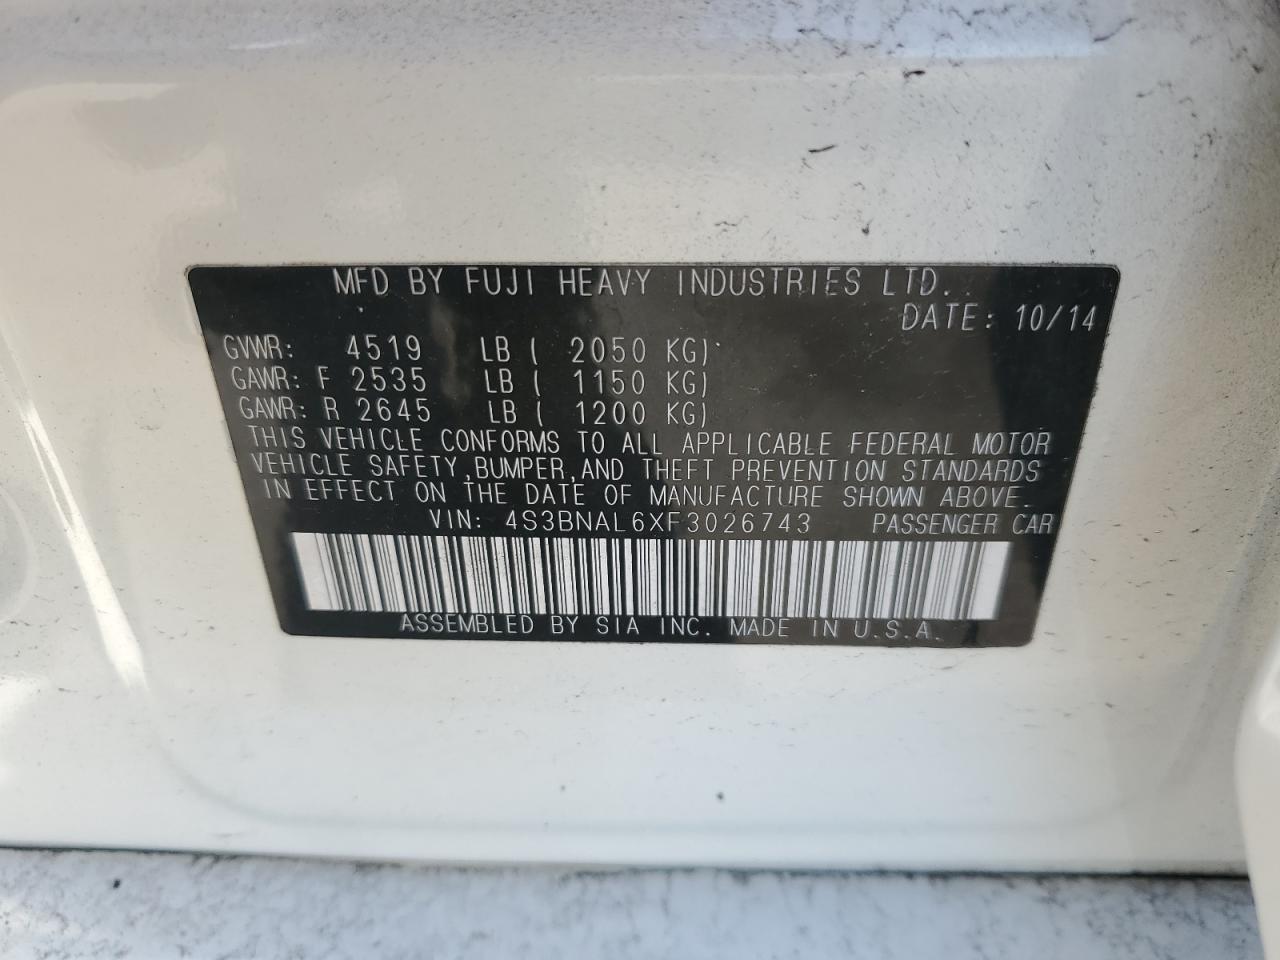 MFD BY FUJI HEAVY INDUSTRIES LTD.
DATE: 10/14
GVWR: 4519 LB ( 2050 KG)
GAWR: F 2535 LB ( 1150 KG)
GAWR: R 2645 LB ( 1200 KG)
THIS VEHICLE CONFORMS TO ALL APPLICABLE FEDERAL MOTOR
VEHICLE SAFETY, BUMPER, AND THEFT PREVENTION STANDARDS
IN EFFECT ON THE DATE OF MANUFACTURE SHOWN ABOVE.
VIN: 4S3BNAL6XF3026743 PASSENGER CAR
ASSEMBLED BY SIA INC. MADE IN U.S.A.